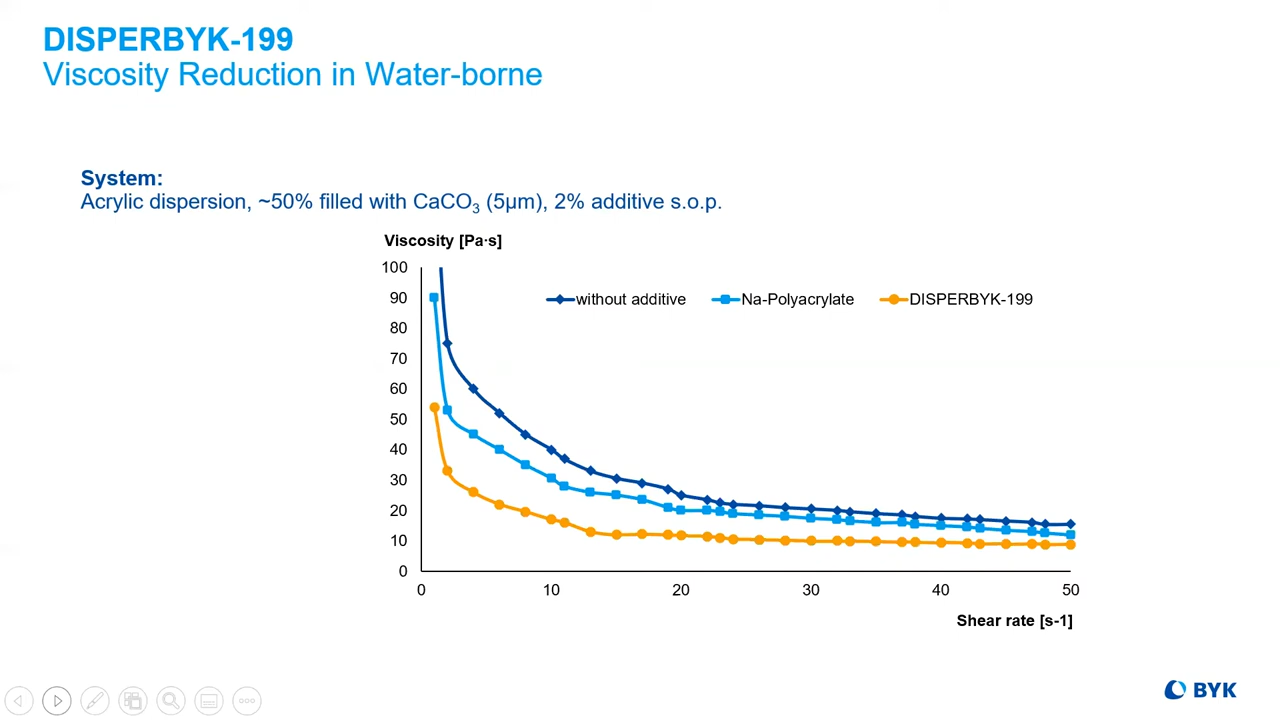 DISPERBYK-199
Viscosity Reduction in Water-borne
System:
Acrylic dispersion, ~50% filled with CaCO₃ (5µm), 2% additive s.o.p.
Viscosity [Pa·s]
100
90
80
70
60
50
40
30
20
10
0
without additive
Na-Polyacrylate
DISPERBYK-199
0 10 20 30 40 50
Shear rate [s-1]
BYK